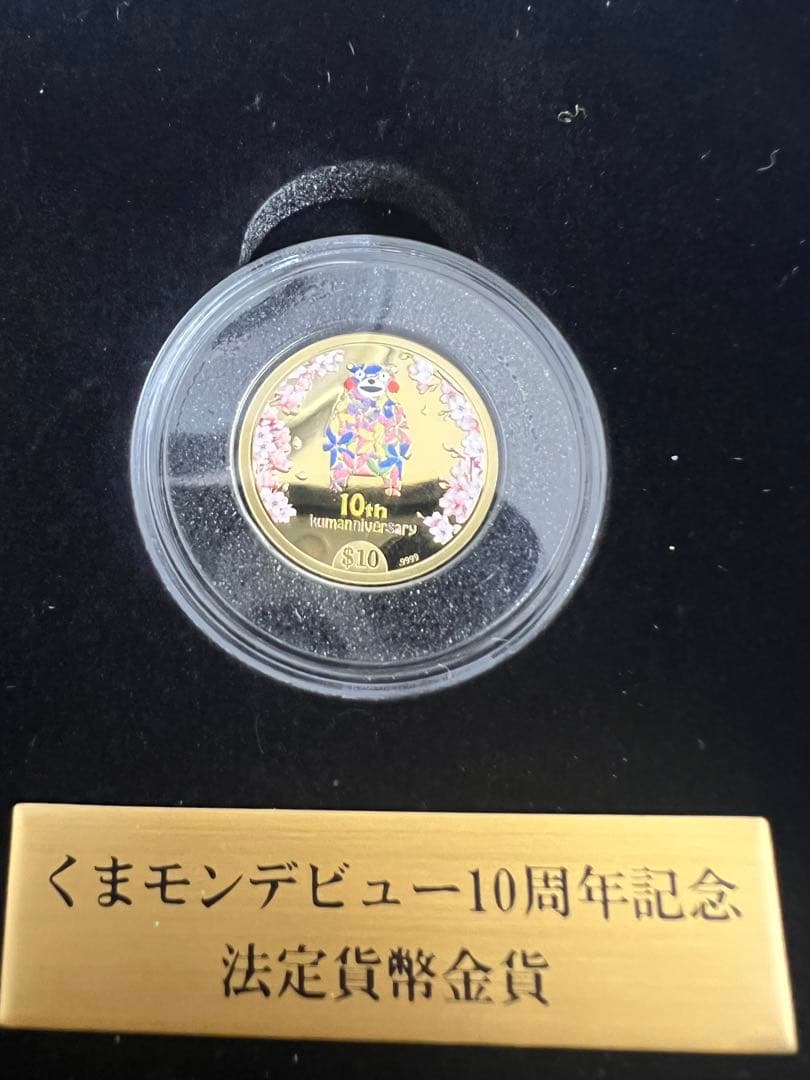 10th
kumanniversary
$10
.9999
くまモンデビュー10周年記念
法定貨幣金貨